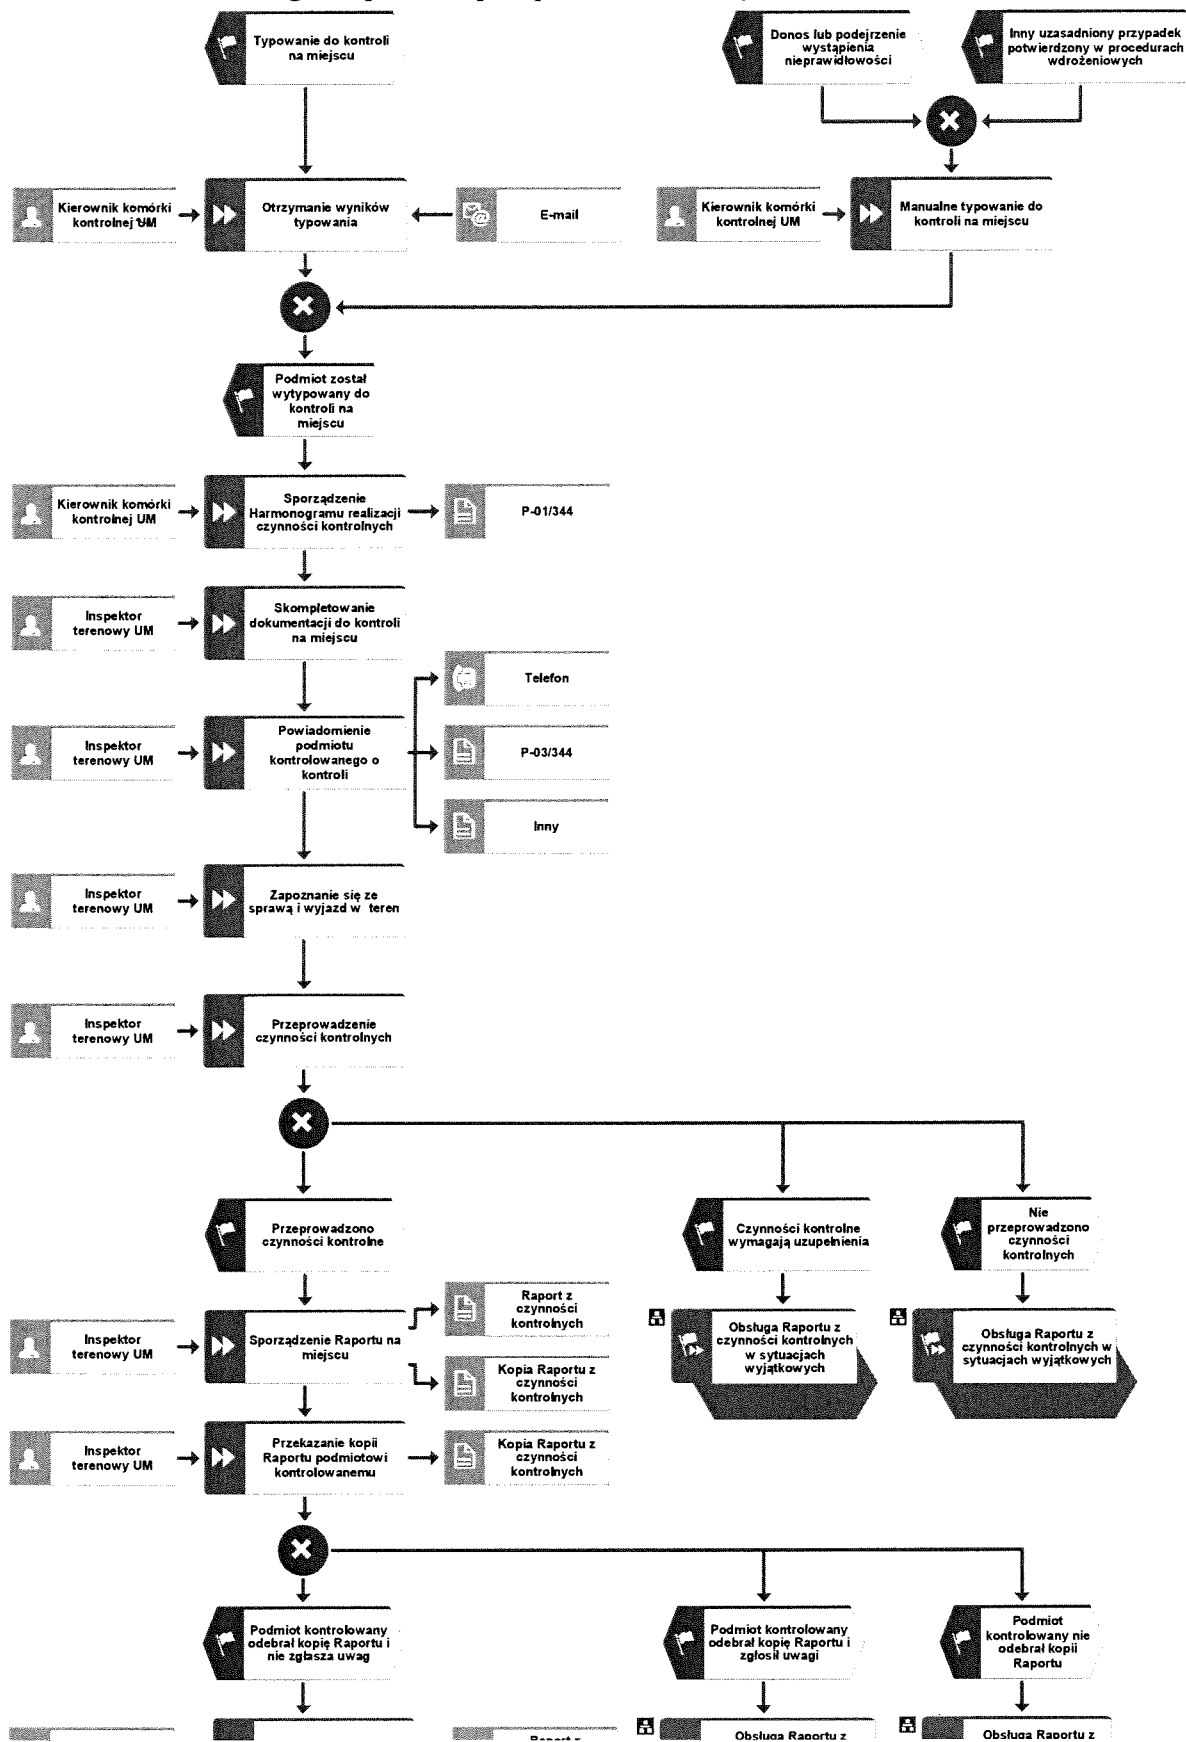 Typowanie do kontroli
na miejscu
Donos lub podejrzenie
wystąpienia
nieprawidłowości
Inny uzasadniony przypadek
potwierdzony w procedurach
wdrożeniowych
Kierownik komórki
kontrolnej UM
Otrzymanie wyników
typowania
E-mail
Kierownik komórki
kontrolnej UM
Manualne typowanie do
kontroli na miejscu
Podmiot został
wytypowany do
kontroli na
miejscu
Kierownik komórki
kontrolnej UM
Sporządzenie
Harmonogramu realizacji
czynności kontrolnych
P-01/344
Inspektor
terenowy UM
Skompletowanie
dokumentacji do kontroli
na miejscu
Telefon
Inspektor
terenowy UM
Powiadomienie
podmiotu
kontrolowanego o
kontroli
P-03/344
Inny
Inspektor
terenowy UM
Zapoznanie się ze
sprawą i wyjazd w teren
Inspektor
terenowy UM
Przeprowadzenie
czynności kontrolnych
Przeprowadzono
czynności kontrolne
Czynności kontrolne
wymagają uzupełnienia
Nie
przeprowadzono
czynności
kontrolnych
Inspektor
terenowy UM
Sporządzenie Raportu na
miejscu
Raport z
czynności
kontrolnych
Kopia Raportu z
czynności
kontrolnych
Obsługa Raportu z
czynności kontrolnych
w sytuacjach
wyjątkowych
Obsługa Raportu z
czynności kontrolnych w
sytuacjach wyjątkowych
Inspektor
terenowy UM
Przekazanie kopii
Raportu podmiotowi
kontrolowanemu
Kopia Raportu z
czynności
kontrolnych
Podmiot kontrolowany
odebrał kopię Raportu i
nie zgłasza uwag
Podmiot kontrolowany
odebrał kopię Raportu i
zgłosił uwagi
Podmiot
kontrolowany nie
odebrał kopii
Raportu
Raport z
Obsługa Raportu z
Obsługa Raportu z